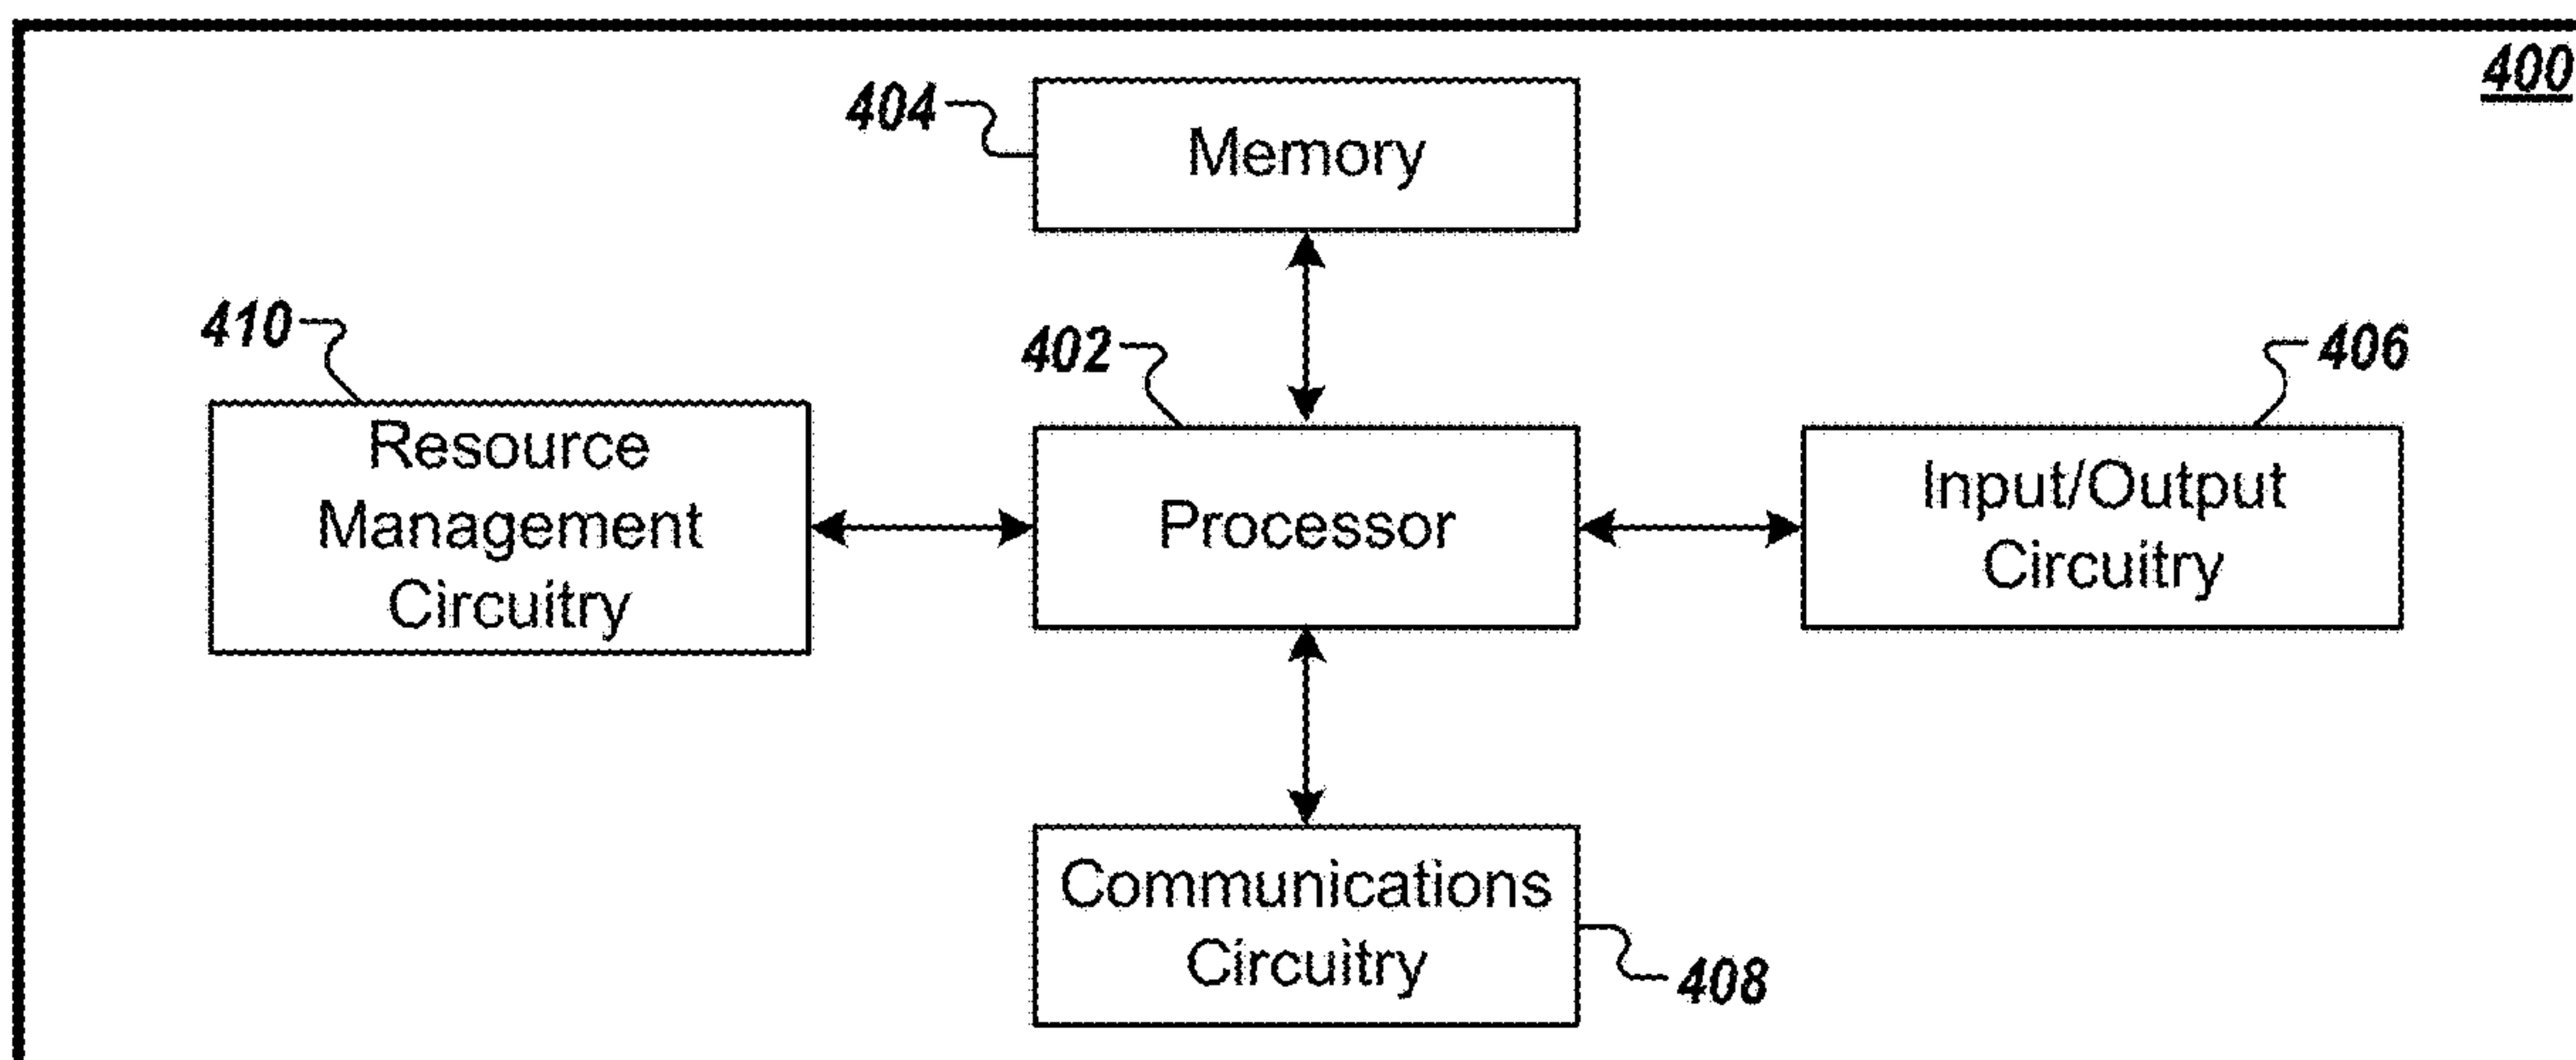 400
404
Memory
410
402
406
Resource
Management
Circuitry
Processor
Input/Output
Circuitry
Communications
Circuitry
408